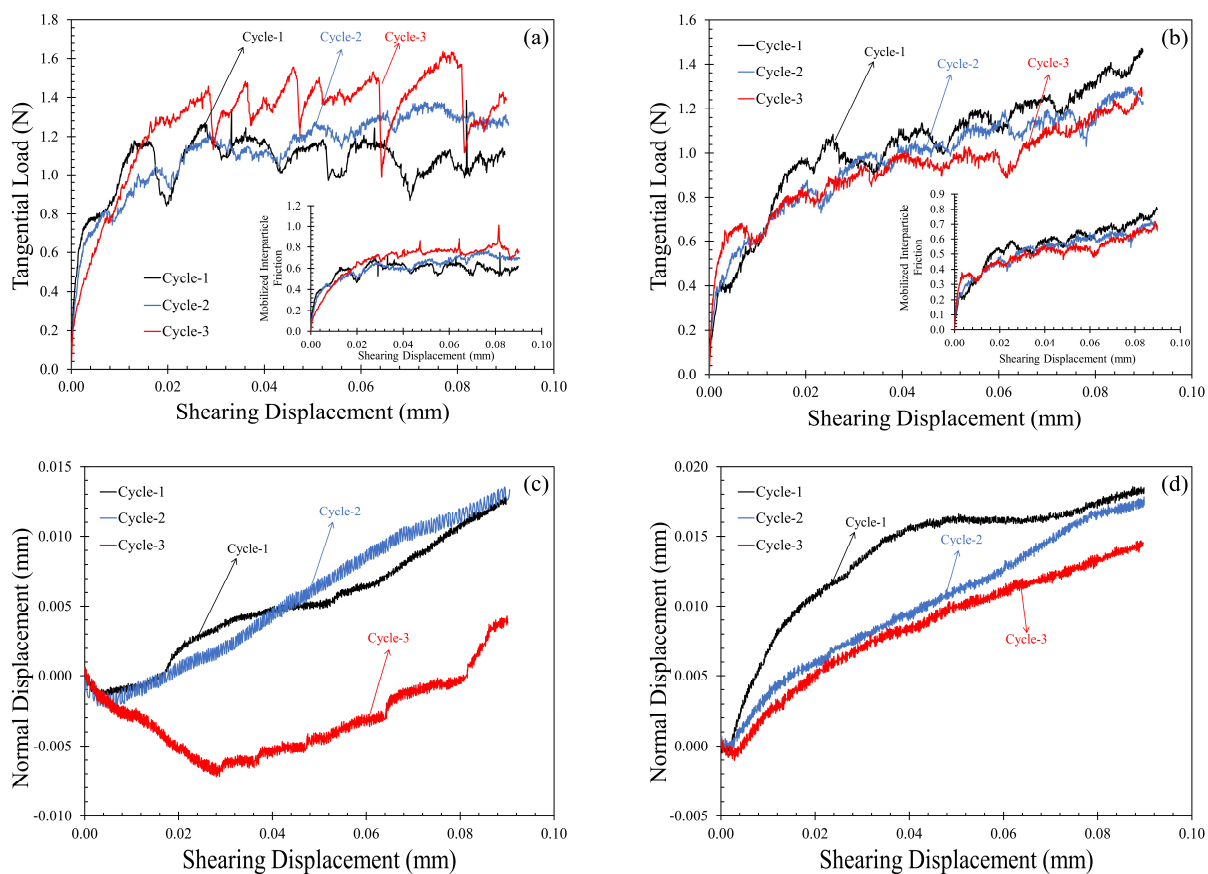 (a)
Tangential Load (N)
1.8
1.6
1.4
1.2
1.0
0.8
0.6
0.4
0.2
0.0
Cycle-1
Cycle-2
Cycle-3
Cycle-1
Cycle-2
Cycle-3
Mobilized Interparticle
Friction
1.2
1.0
0.8
0.6
0.4
0.2
0.0
0.00 0.02 0.04 0.06 0.08 0.10
Shearing Displacement (mm)
0.00 0.02 0.04 0.06 0.08 0.10
Shearing Displacement (mm)
(b)
Tangential Load (N)
1.6
1.4
1.2
1.0
0.8
0.6
0.4
0.2
0.0
Cycle-1
Cycle-2
Cycle-3
Cycle-1
Cycle-2
Cycle-3
Mobilized Interparticle
Friction
0.9
0.8
0.7
0.6
0.5
0.4
0.3
0.2
0.1
0.0
0.00 0.02 0.04 0.06 0.08 0.10
Shearing Displacement (mm)
0.00 0.02 0.04 0.06 0.08 0.10
Shearing Displacement (mm)
(c)
Normal Displacement (mm)
0.015
0.010
0.005
0.000
-0.005
-0.010
Cycle-1
Cycle-2
Cycle-3
Cycle-2
Cycle-1
Cycle-3
0.00 0.02 0.04 0.06 0.08 0.10
Shearing Displacement (mm)
(d)
Normal Displacement (mm)
0.020
0.015
0.010
0.005
0.000
-0.005
Cycle-1
Cycle-2
Cycle-3
Cycle-1
Cycle-2
Cycle-3
0.00 0.02 0.04 0.06 0.08 0.10
Shearing Displacement (mm)